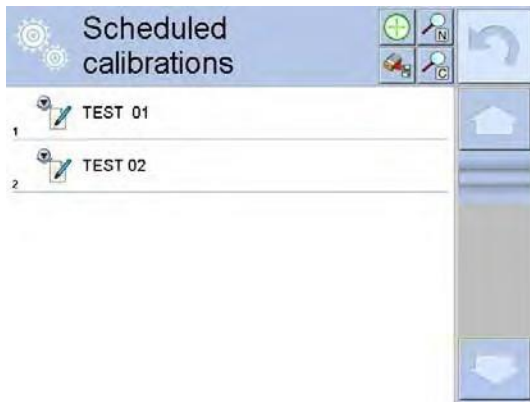 Scheduled
calibrations
N
C
1 TEST 01
2 TEST 02